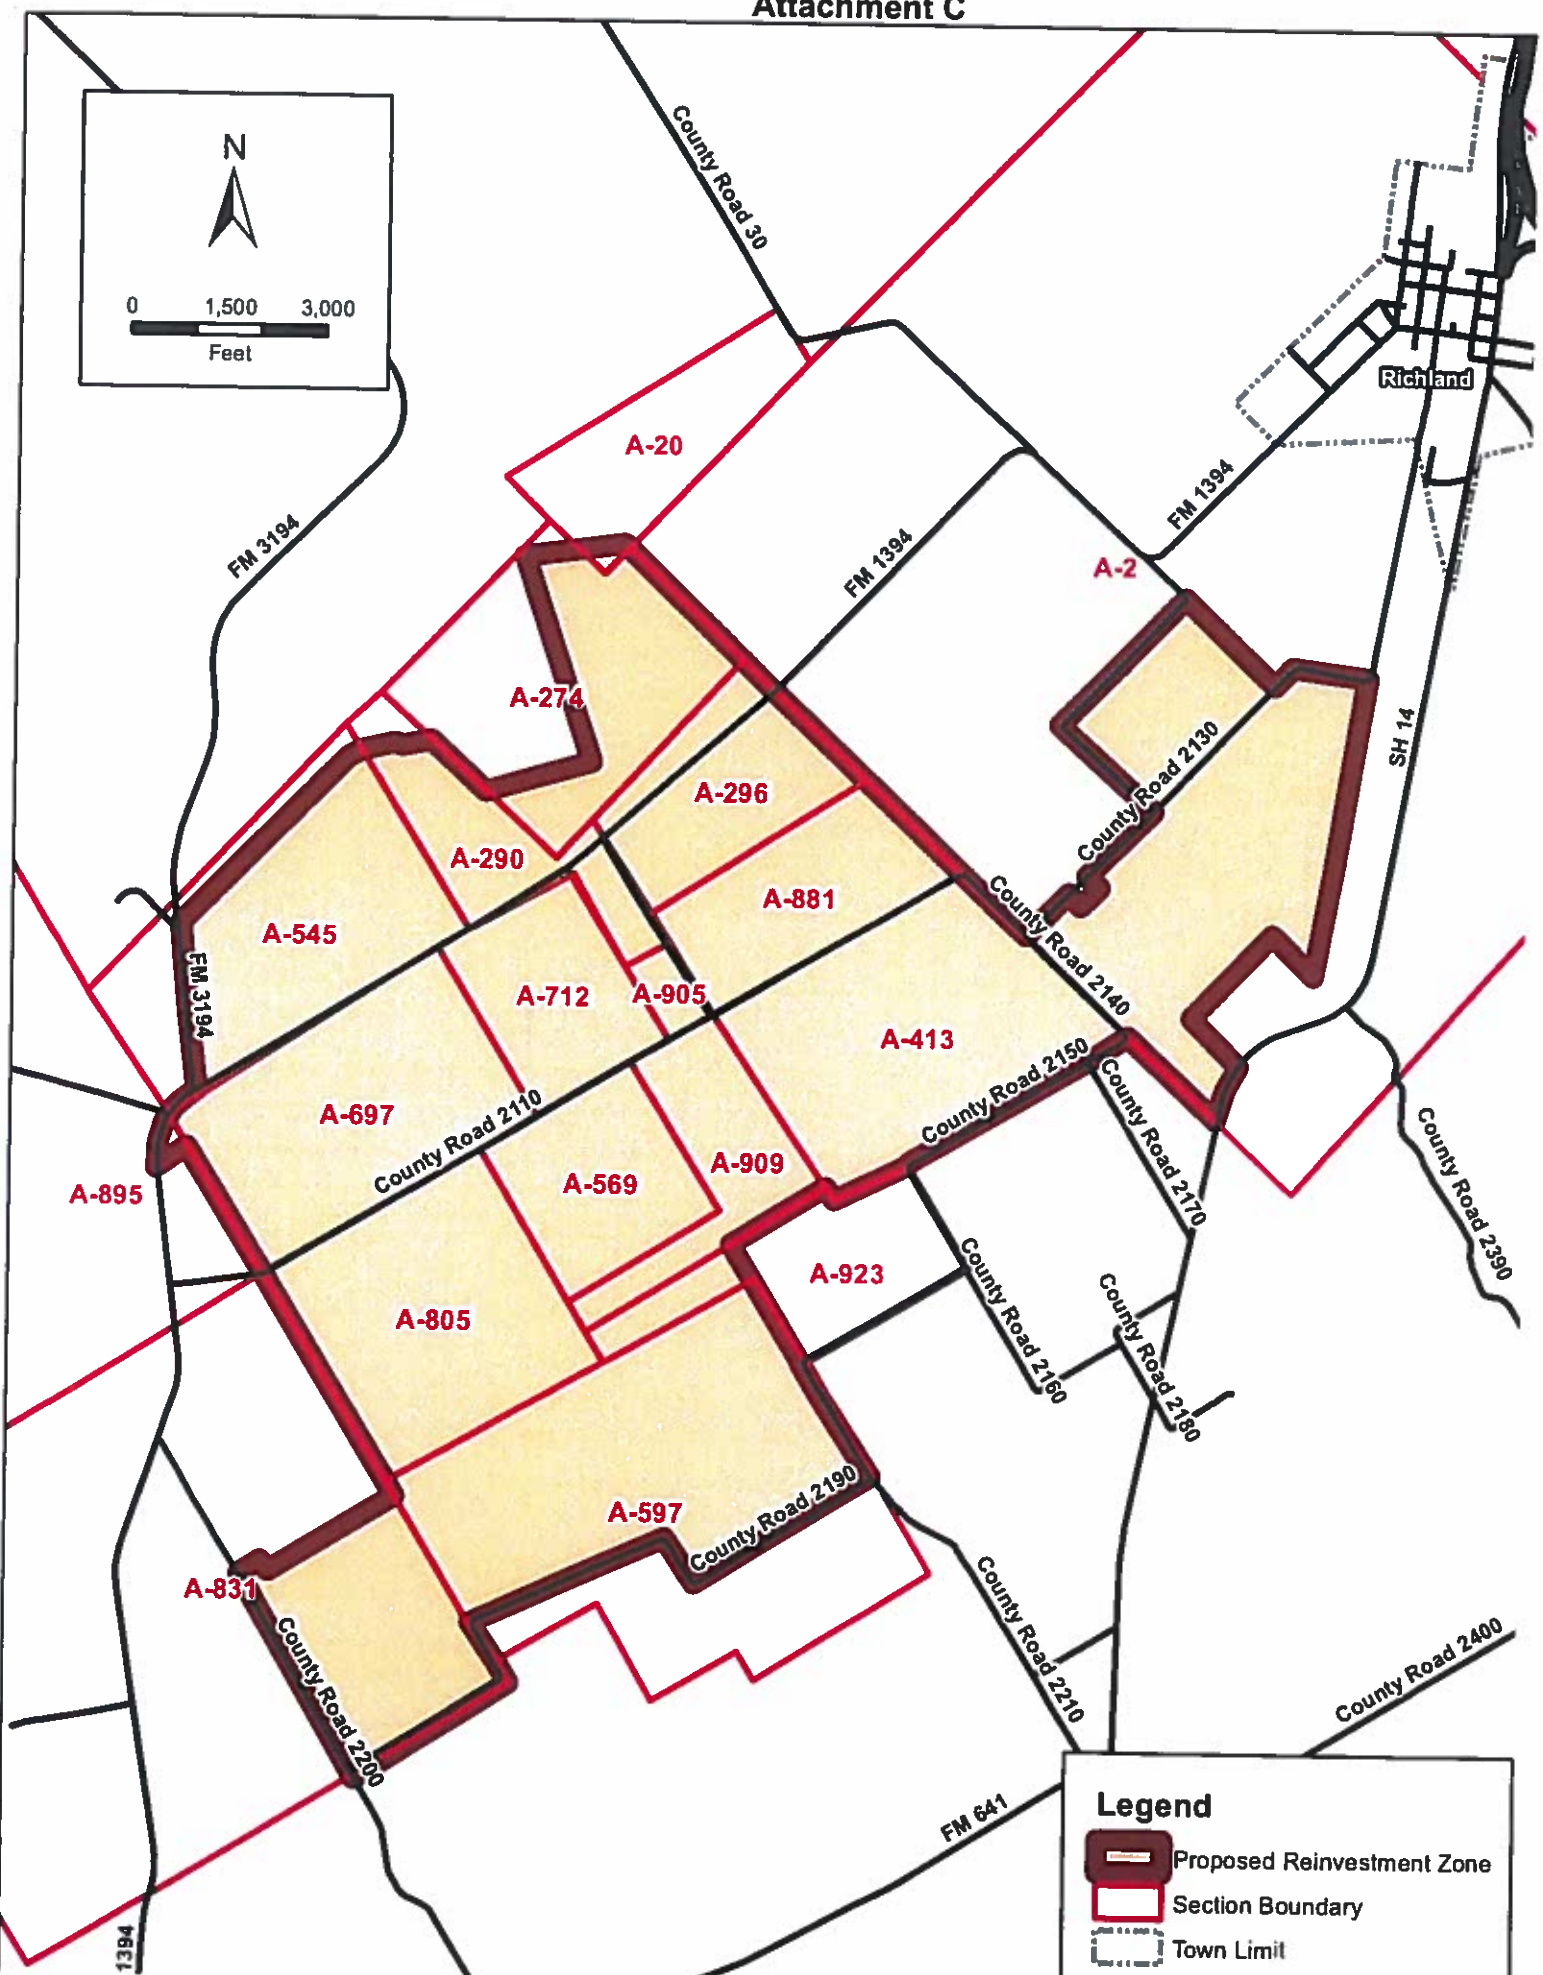 Attachment C
N
0 1,500 3,000
Feet
County Road 30
Richland
A-20
FM 3194
FM 1394
FM 1394
A-2
A-274
SH 14
County Road 2130
A-296
A-290
A-881
A-545
FM 3194
A-712
A-905
County Road 2140
A-413
County Road 2150
A-697
County Road 2110
County Road 2170
A-909
A-569
A-895
County Road 2390
A-923
County Road 2160
County Road 2180
A-805
A-597
County Road 2190
A-831
County Road 2200
County Road 2210
County Road 2400
FM 641
1394
Legend
Proposed Reinvestment Zone
Section Boundary
Town Limit